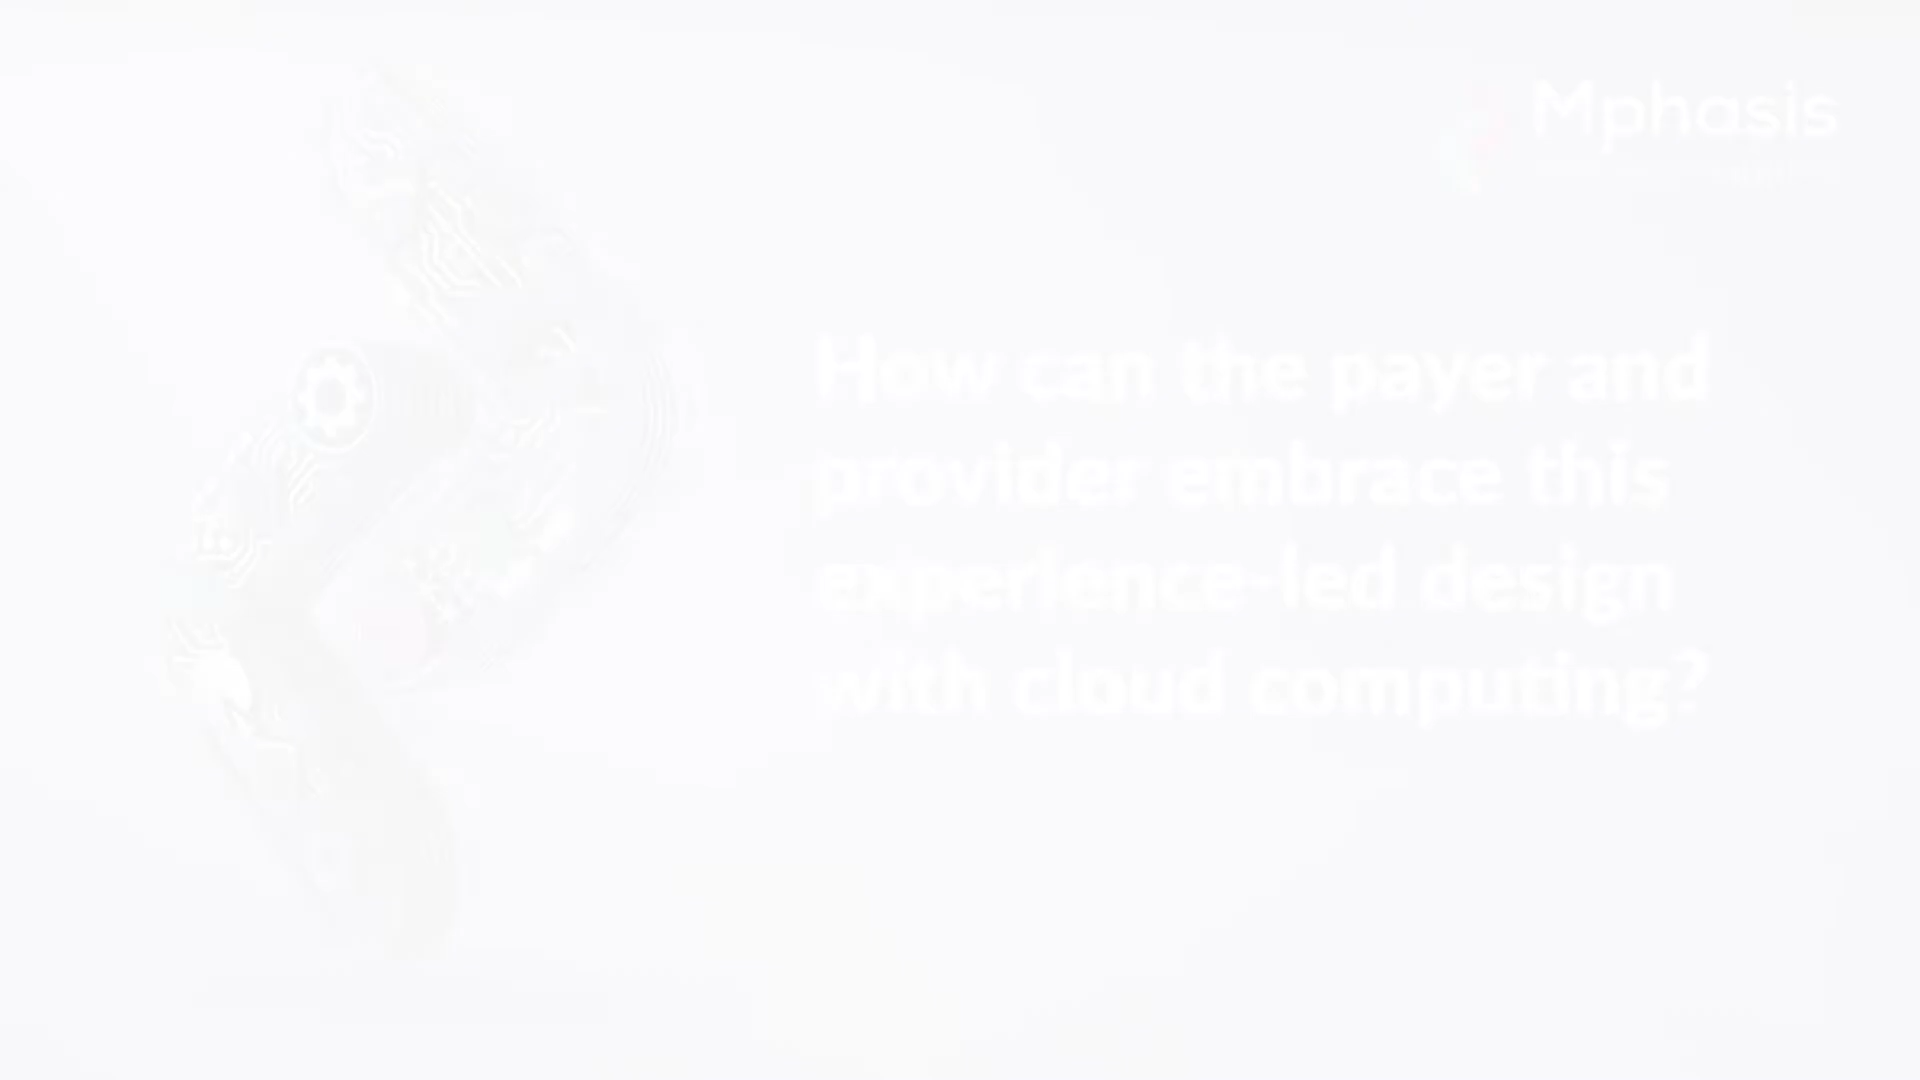 Mphasis
How can the payer and
provider embrace this
experience-led design
with cloud computing?